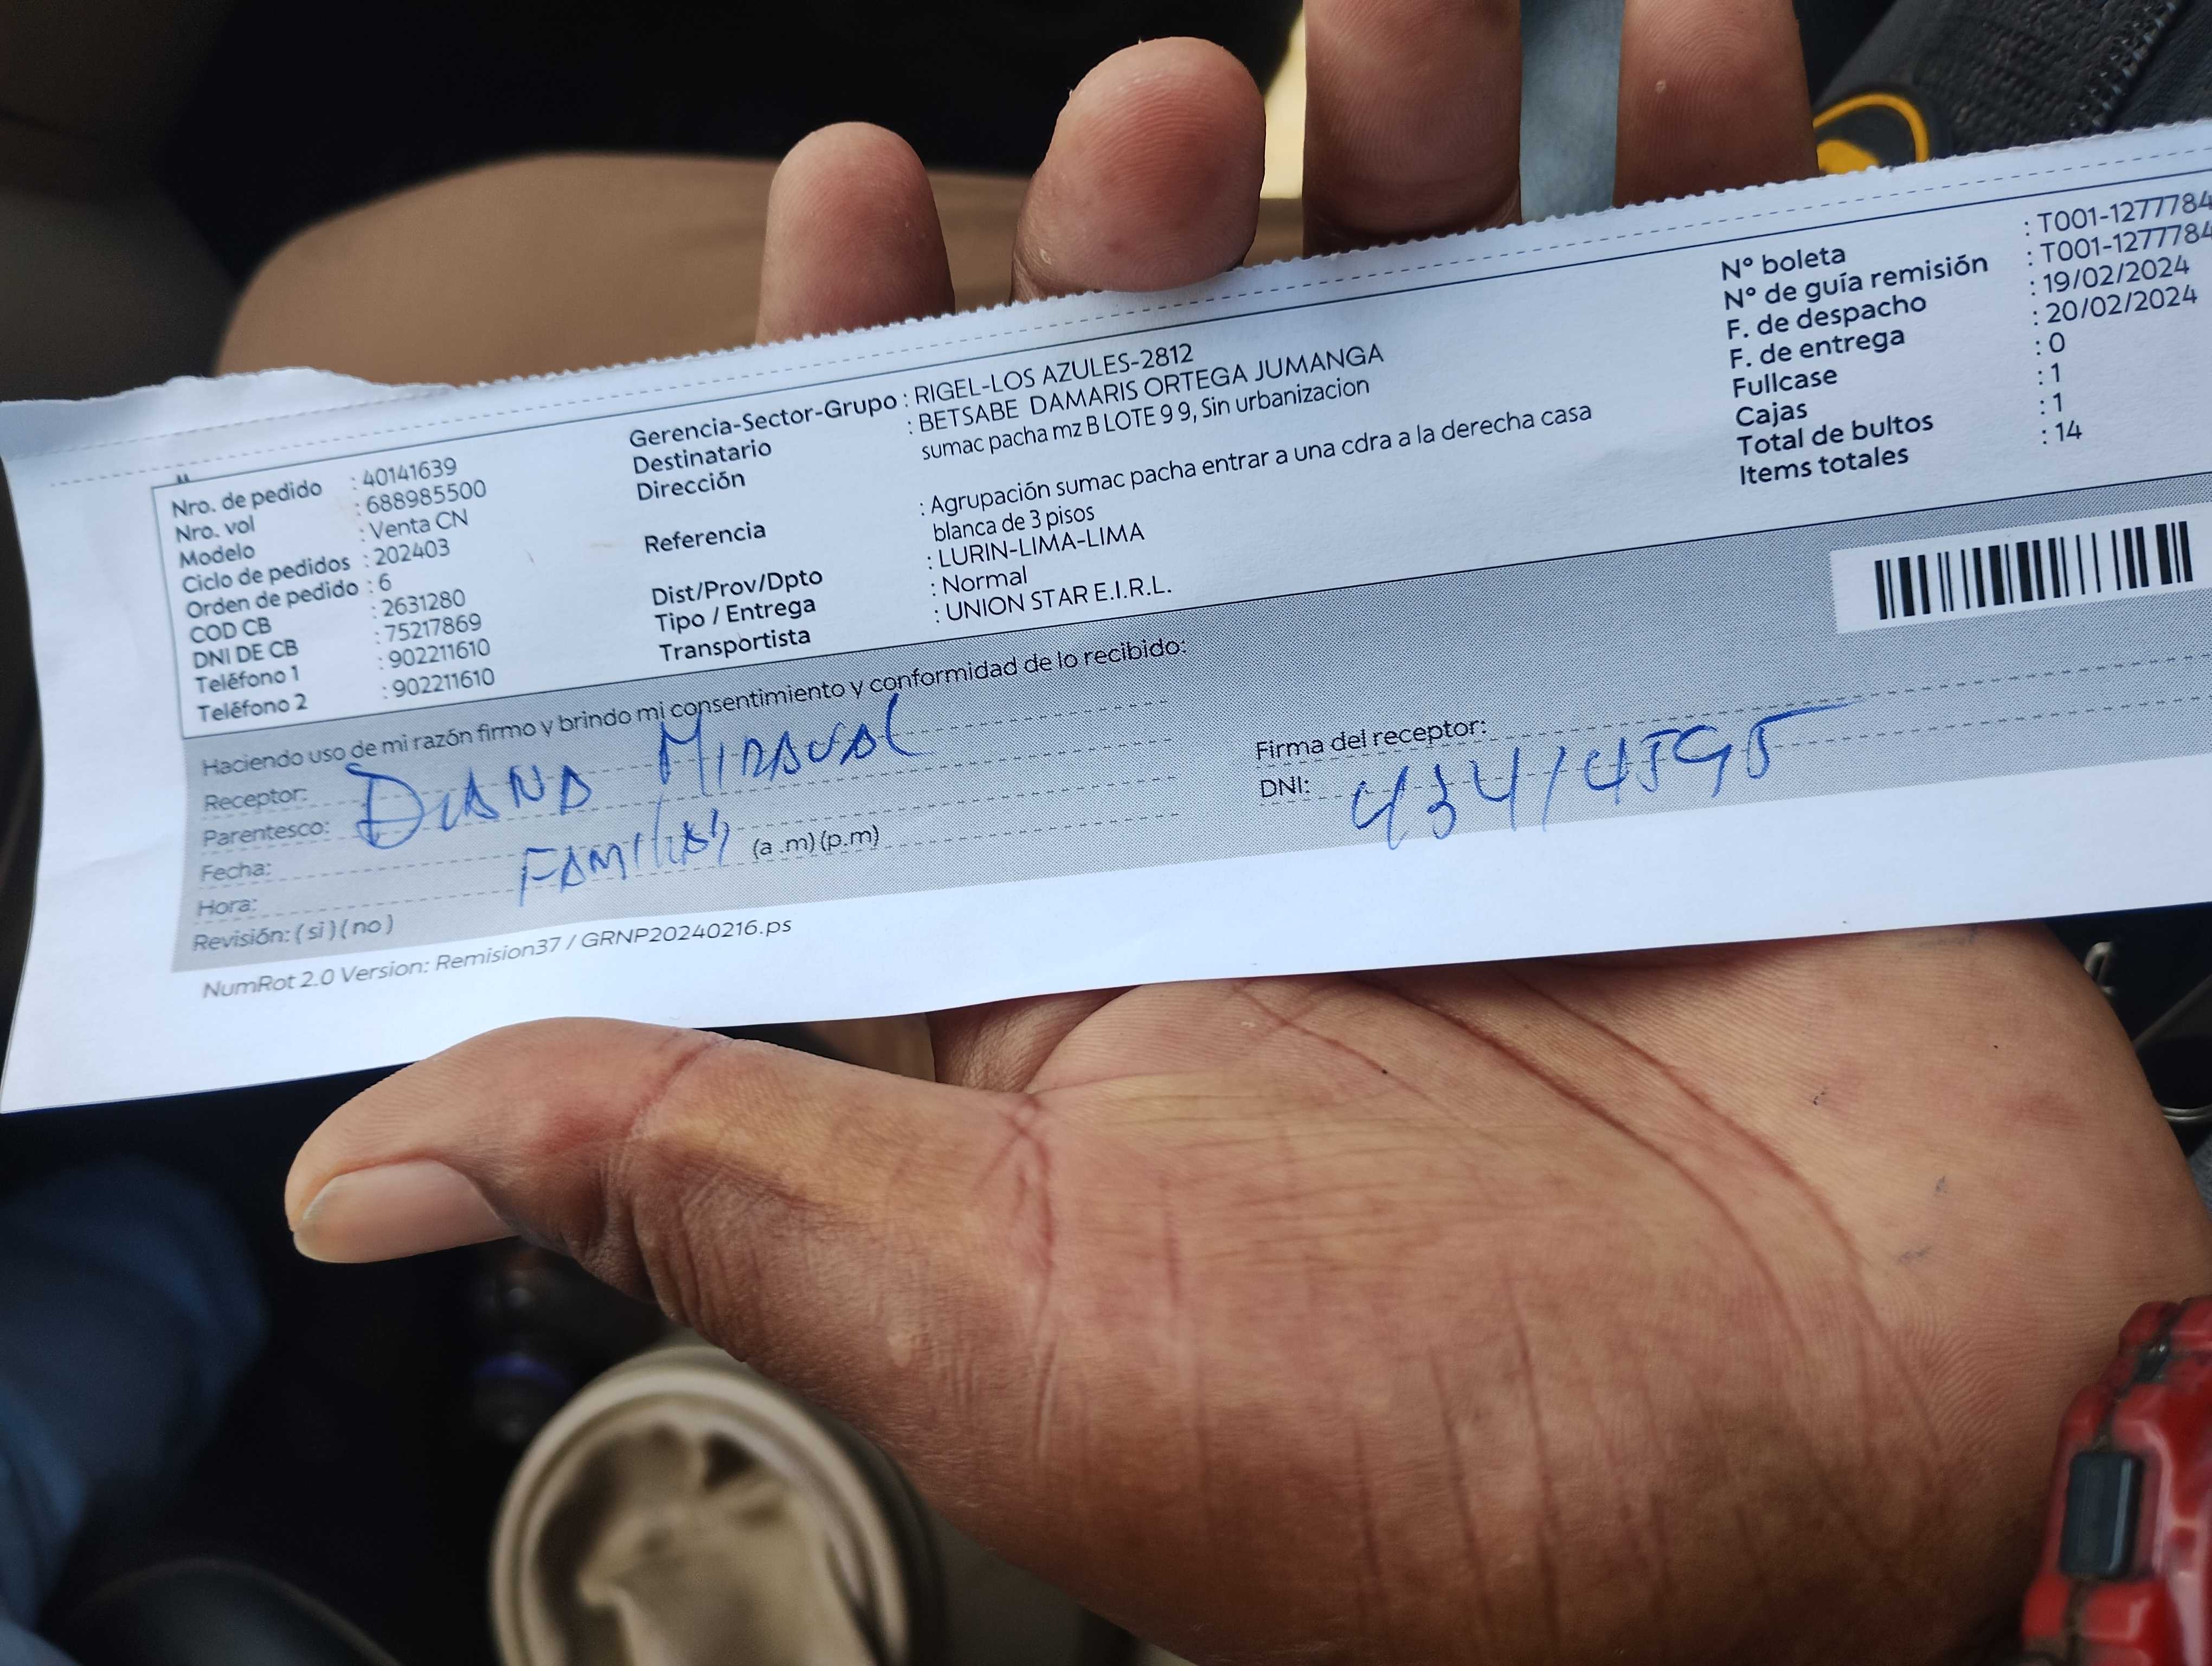 Nro. de pedido : 40141639
Nro. vol : 688985500
Modelo : Venta CN
Ciclo de pedidos : 202403
Orden de pedido : 6
COD CB : 2631280
DNI DE CB : 75217869
Teléfono 1 : 902211610
Teléfono 2 : 902211610
Gerencia-Sector-Grupo : RIGEL-LOS AZULES-2812
Destinatario : BETSABE DAMARIS ORTEGA JUMANGA
Dirección sumac pacha mz B LOTE 9 9, Sin urbanizacion
Referencia : Agrupación sumac pacha entrar a una cdra a la derecha casa
blanca de 3 pisos
Dist/Prov/Dpto : LURIN-LIMA-LIMA
Tipo / Entrega : Normal
Transportista : UNION STAR E.I.R.L.
N° boleta : T001-1277784
N° de guía remisión : T001-1277784
F. de despacho : 19/02/2024
F. de entrega : 20/02/2024
Fullcase : 0
Cajas : 1
Total de bultos : 1
Items totales : 14
Haciendo uso de mi razón firmo y brindo mi consentimiento y conformidad de lo recibido:
Receptor: DIANA MIRAVAL
Parentesco: FAMILIAR
Fecha:
Hora: (a .m) (p.m)
Revisión: ( si ) ( no )
Firma del receptor:
DNI:
NumRot 2.0 Version: Remision37 / GRNP20240216.ps